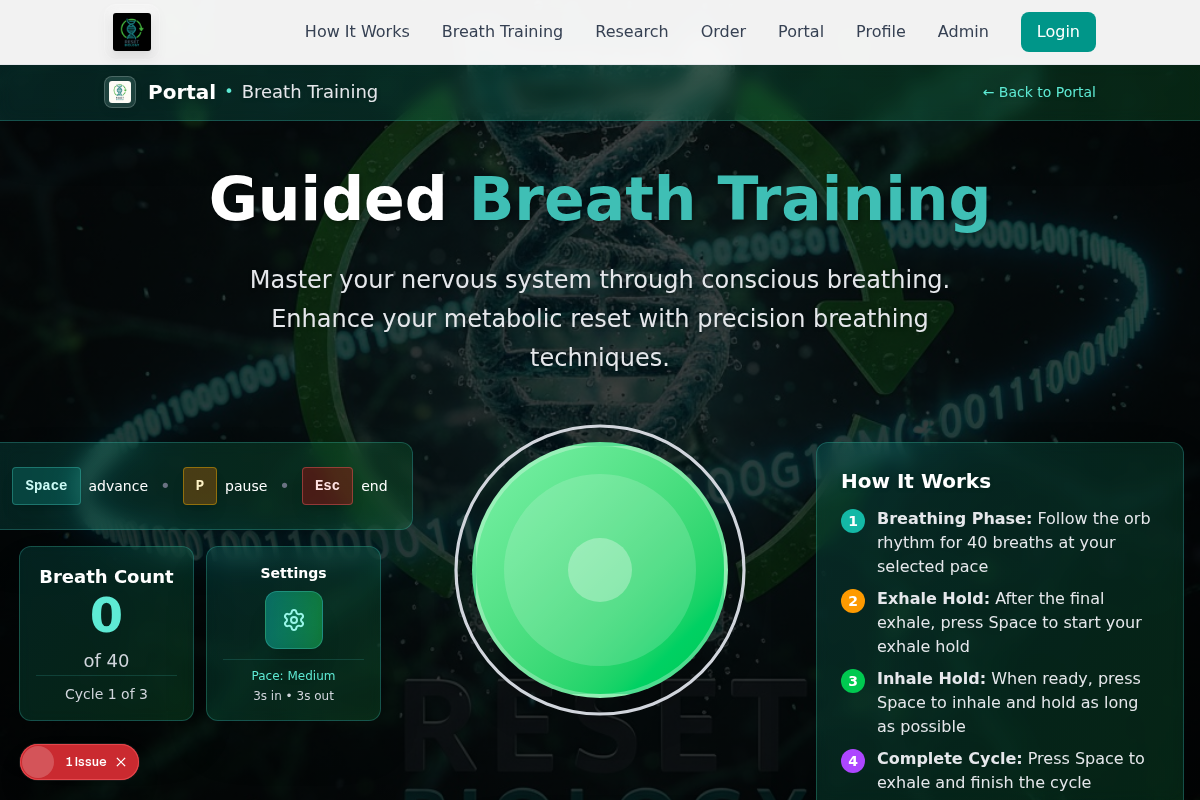 How It Works Breath Training Research Order Portal Profile Admin Login
Portal • Breath Training
← Back to Portal
Guided Breath Training
Master your nervous system through conscious breathing.
Enhance your metabolic reset with precision breathing
techniques.
Space advance • P pause • Esc end
Breath Count
0
of 40
Cycle 1 of 3
Settings
Pace: Medium
3s in • 3s out
1 Issue
How It Works
1 Breathing Phase: Follow the orb
rhythm for 40 breaths at your
selected pace
2 Exhale Hold: After the final
exhale, press Space to start your
exhale hold
3 Inhale Hold: When ready, press
Space to inhale and hold as long
as possible
4 Complete Cycle: Press Space to
exhale and finish the cycle
RESET
BIOLOGY